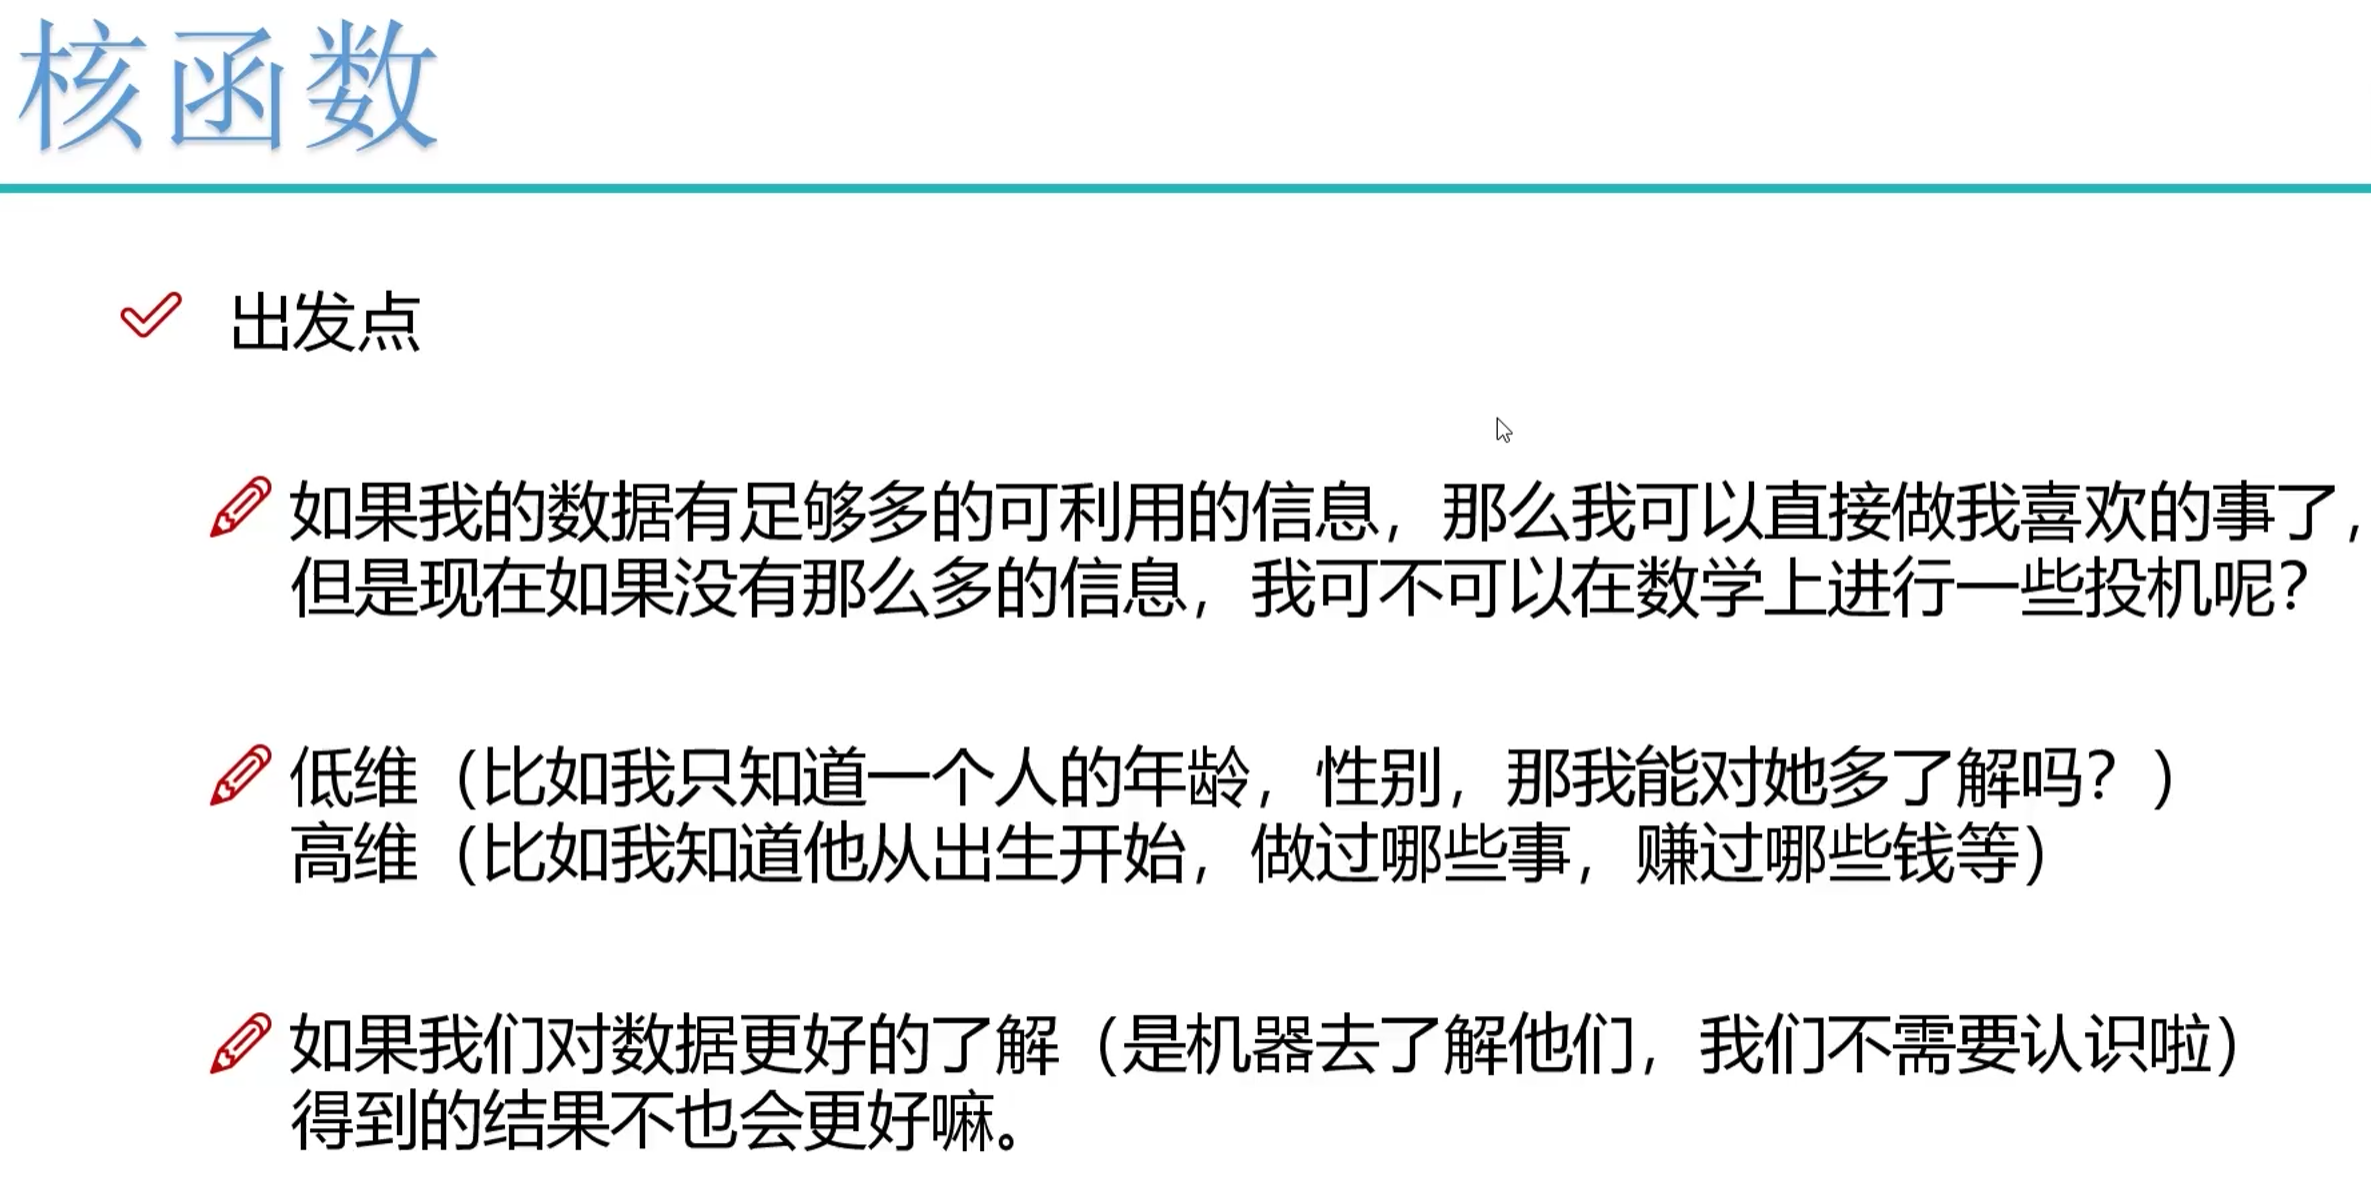 核函数
出发点
如果我的数据有足够多的可利用的信息，那么我可以直接做我喜欢的事了，
但是现在如果没有那么多的信息，我可不可以在数学上进行一些投机呢？
低维（比如我只知道一个人的年龄，性别，那我能对她多了解吗？）
高维（比如我知道他从出生开始，做过哪些事，赚过哪些钱等）
如果我们对数据更好的了解（是机器去了解他们，我们不需要认识啦）
得到的结果不也会更好嘛。